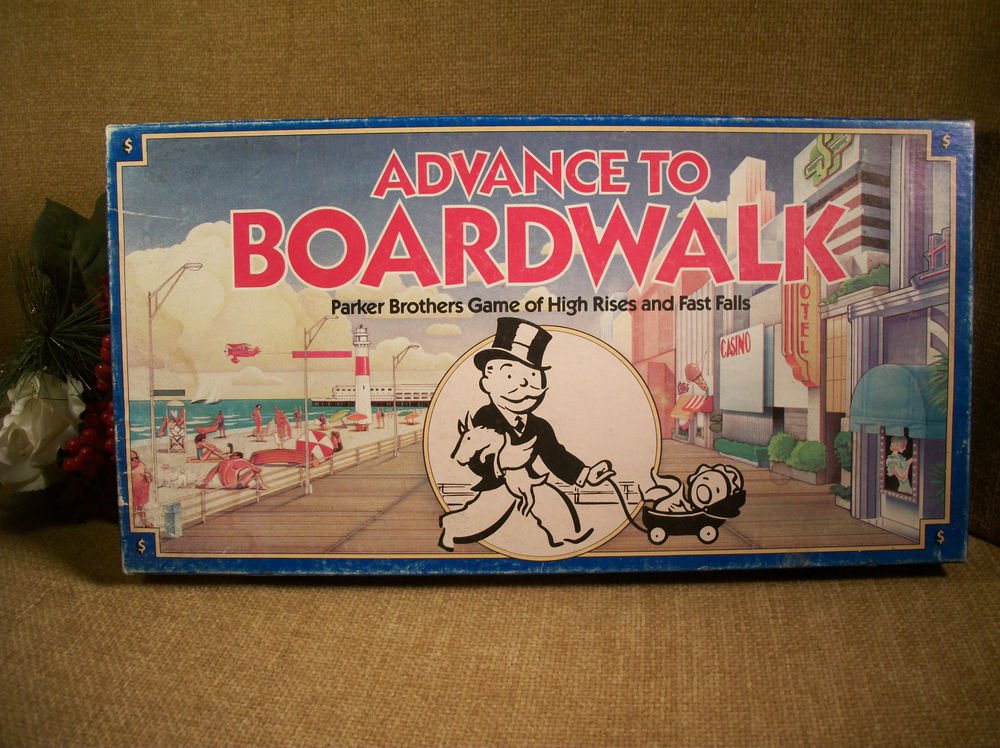 $ $
ADVANCE TO
BOARDWALK
Parker Brothers Game of High Rises and Fast Falls
CASINO
HOTEL
$ $